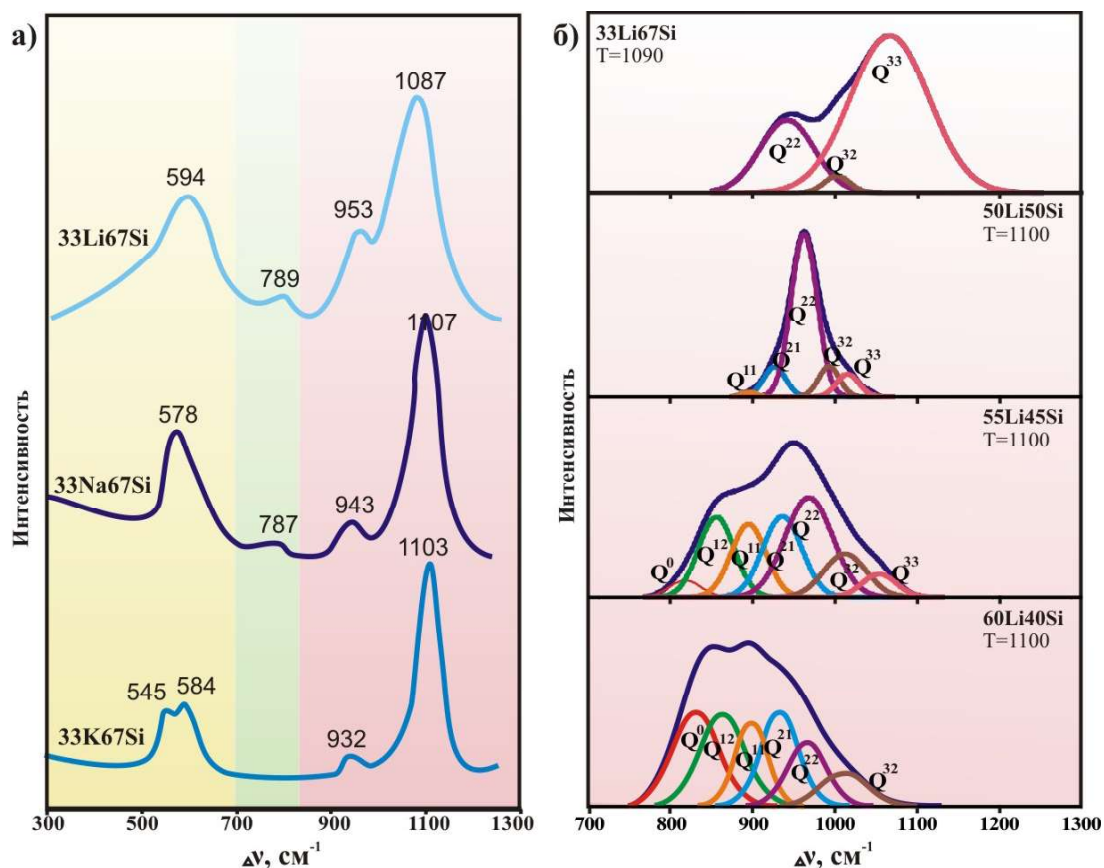 а)
1087
594
953
33Li67Si
789
1107
578
33Na67Si
943
787
1103
545 584
932
33K67Si
Интенсивность
300 500 700 900 1100 1300
Δν, см⁻¹
б)
33Li67Si
T=1090
Q³³
Q²²
Q³²
50Li50Si
T=1100
Q²²
Q²¹
Q³²
Q³³
Q¹¹
55Li45Si
T=1100
Q²²
Q¹²
Q¹¹
Q²¹
Q⁰
Q³²
Q³³
60Li40Si
T=1100
Q⁰
Q¹²
Q¹¹
Q²¹
Q²²
Q³²
Интенсивность
700 800 900 1000 1100 1200 1300
Δν, см⁻¹